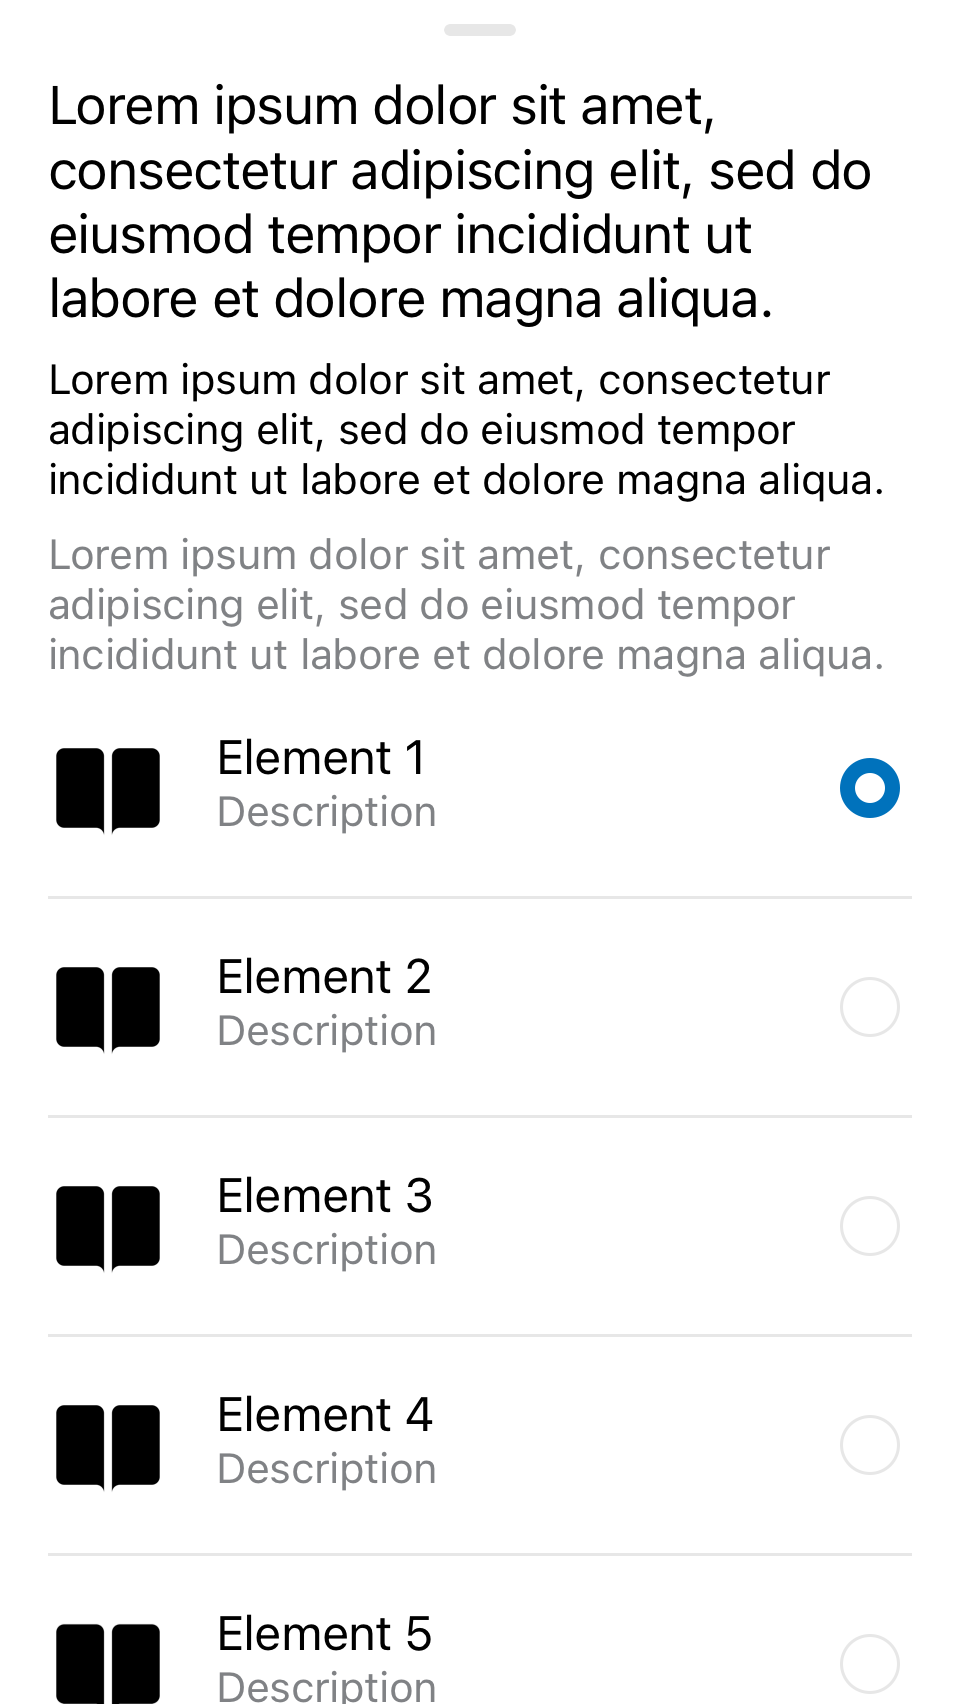 Lorem ipsum dolor sit amet,
consectetur adipiscing elit, sed do
eiusmod tempor incididunt ut
labore et dolore magna aliqua.
Lorem ipsum dolor sit amet, consectetur
adipiscing elit, sed do eiusmod tempor
incididunt ut labore et dolore magna aliqua.
Lorem ipsum dolor sit amet, consectetur
adipiscing elit, sed do eiusmod tempor
incididunt ut labore et dolore magna aliqua.
Element 1
Description
Element 2
Description
Element 3
Description
Element 4
Description
Element 5
Description